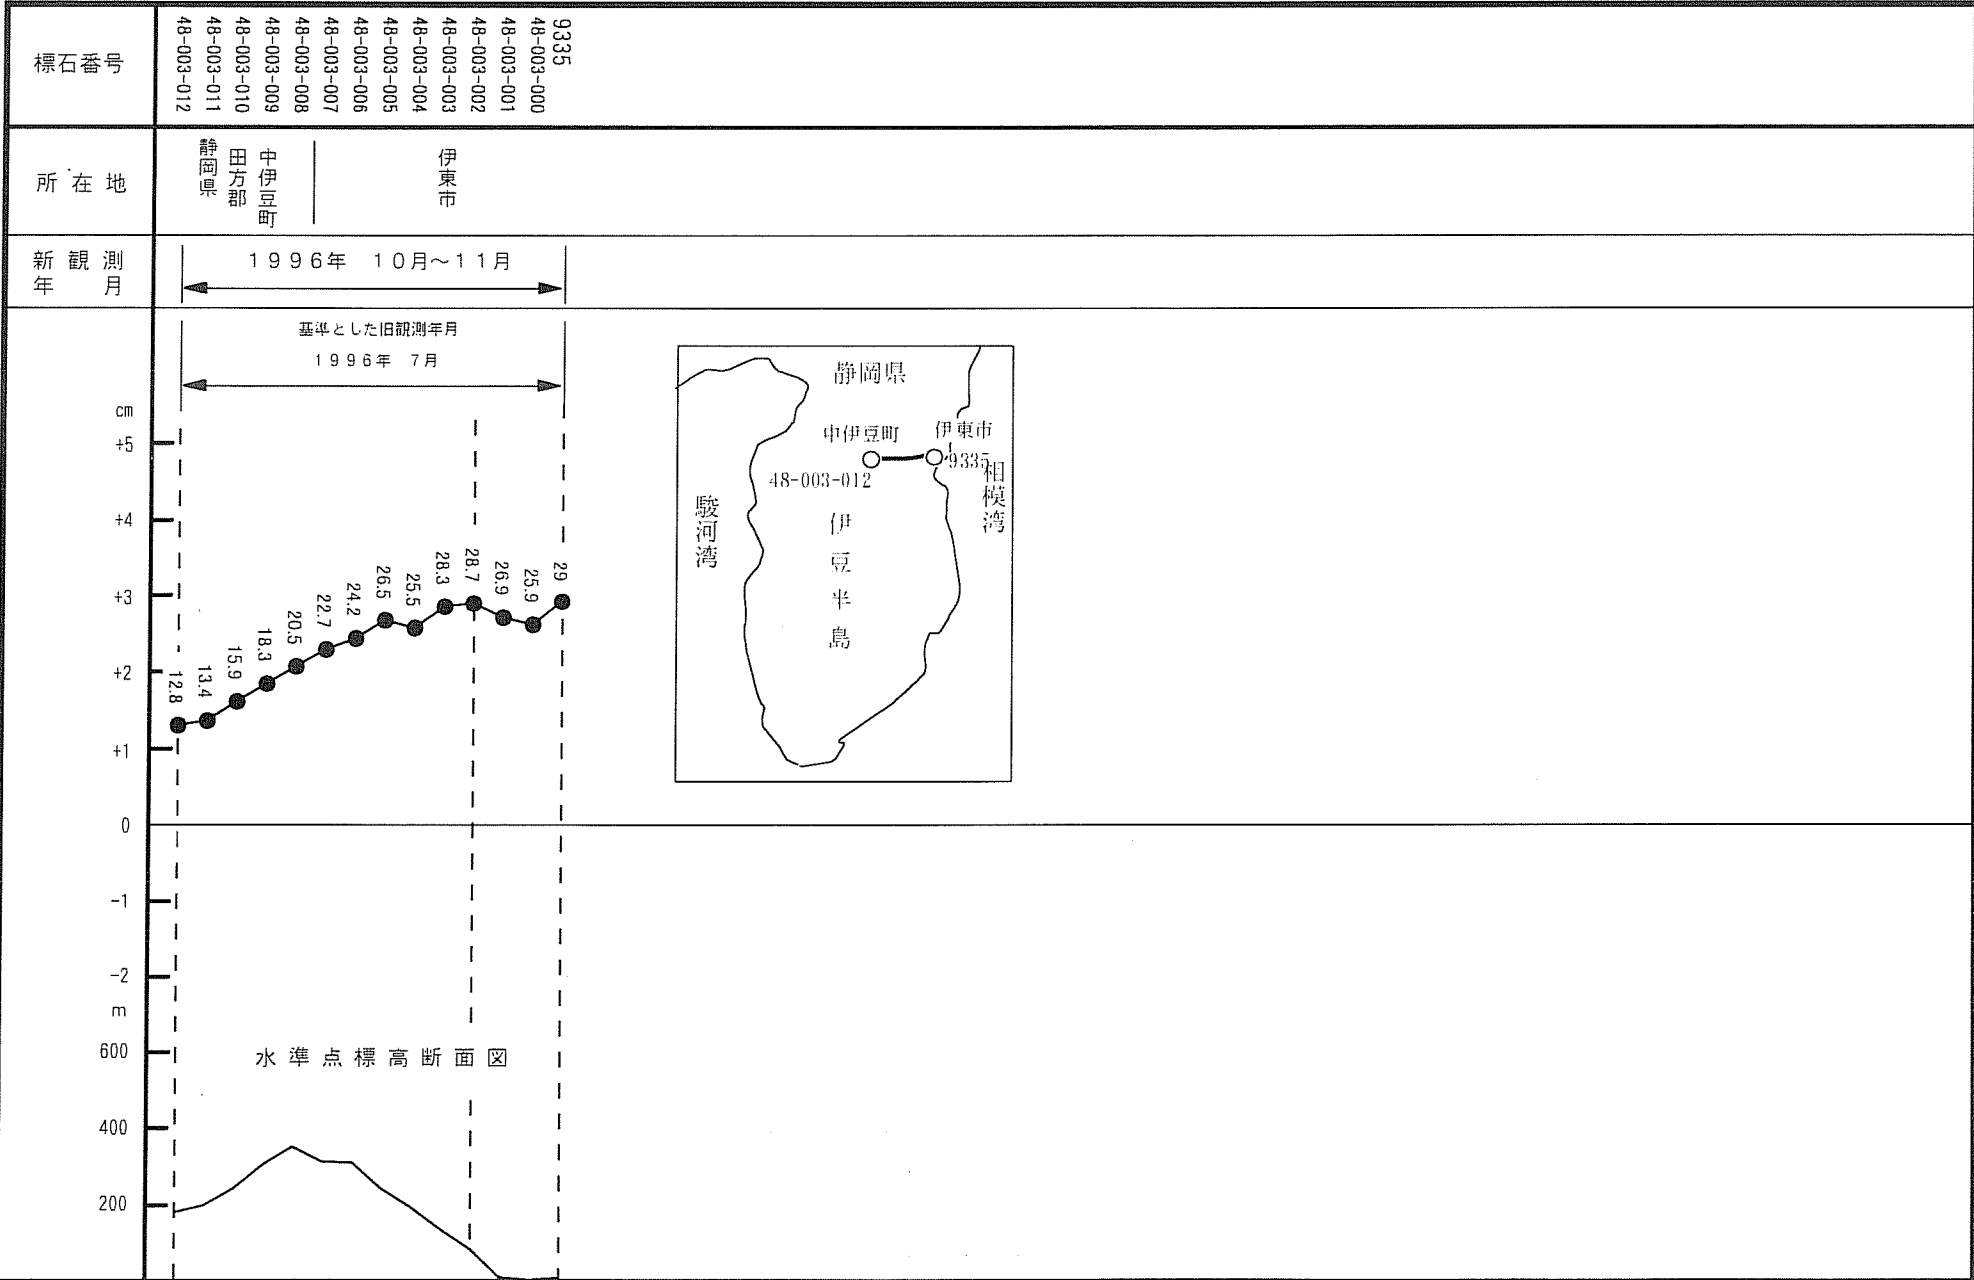 標石番号
48-003-012
48-003-011
48-003-010
48-003-009
48-003-008
48-003-007
48-003-006
48-003-005
48-003-004
48-003-003
48-003-002
48-003-001
48-003-000
9335
所在地
静岡県
田方郡
中伊豆町
伊東市
新観測
年 月
1996年 10月～11月
基準とした旧観測年月
1996年 7月
cm
+5
+4
+3
+2
+1
0
-1
-2
m
600
400
200
12.8
13.4
15.9
18.3
20.5
22.7
24.2
26.5
25.5
28.3
28.7
26.9
25.9
29
水準点標高断面図
静岡県
中伊豆町
伊東市
9335
48-003-012
相模湾
駿河湾
伊豆半島